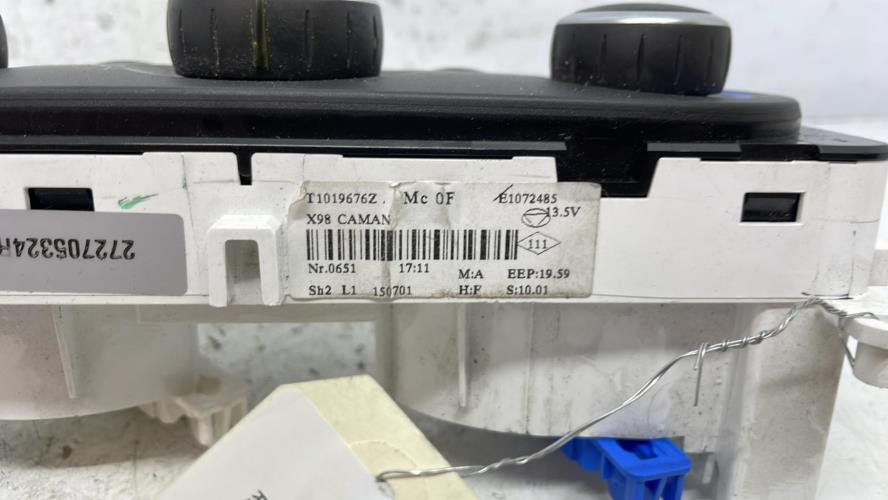 T1019676Z . Mc 0F E1072485
X98 CAMAN 13.5V
111
Nr.0651 17:11 M:A EEP:19.59
Sh2 L1 150701 H:F S:10.01
272705324R